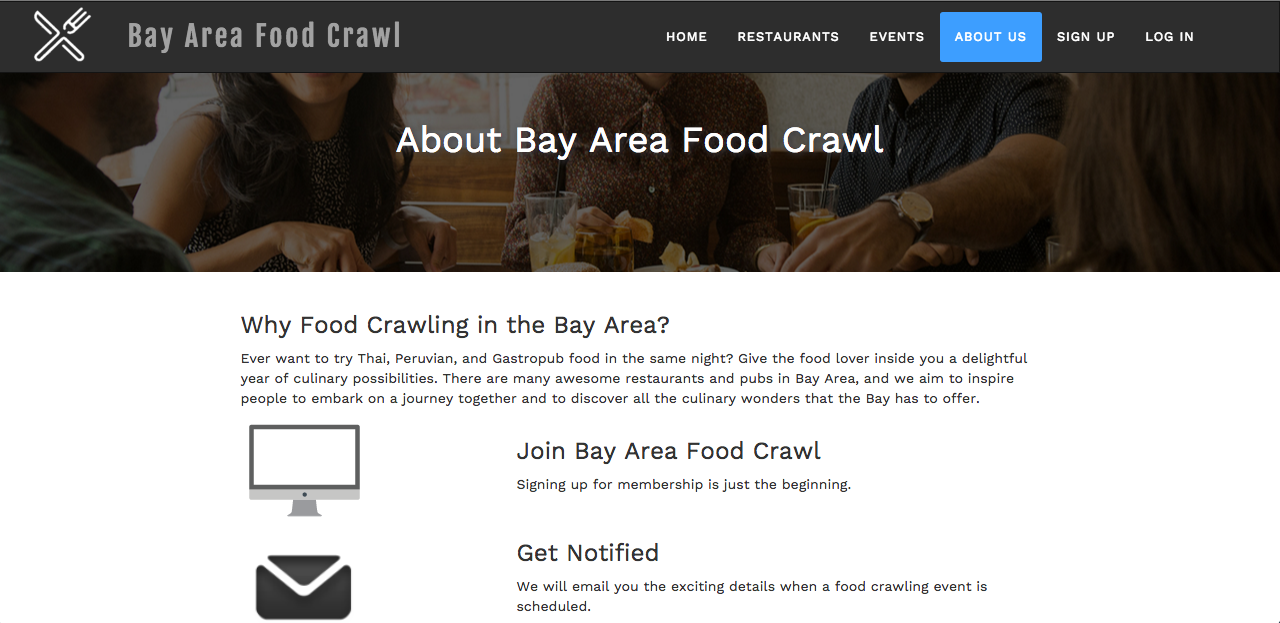 Bay Area Food Crawl
HOME RESTAURANTS EVENTS ABOUT US SIGN UP LOG IN
About Bay Area Food Crawl
Why Food Crawling in the Bay Area?
Ever want to try Thai, Peruvian, and Gastropub food in the same night? Give the food lover inside you a delightful
year of culinary possibilities. There are many awesome restaurants and pubs in Bay Area, and we aim to inspire
people to embark on a journey together and to discover all the culinary wonders that the Bay has to offer.
Join Bay Area Food Crawl
Signing up for membership is just the beginning.
Get Notified
We will email you the exciting details when a food crawling event is
scheduled.